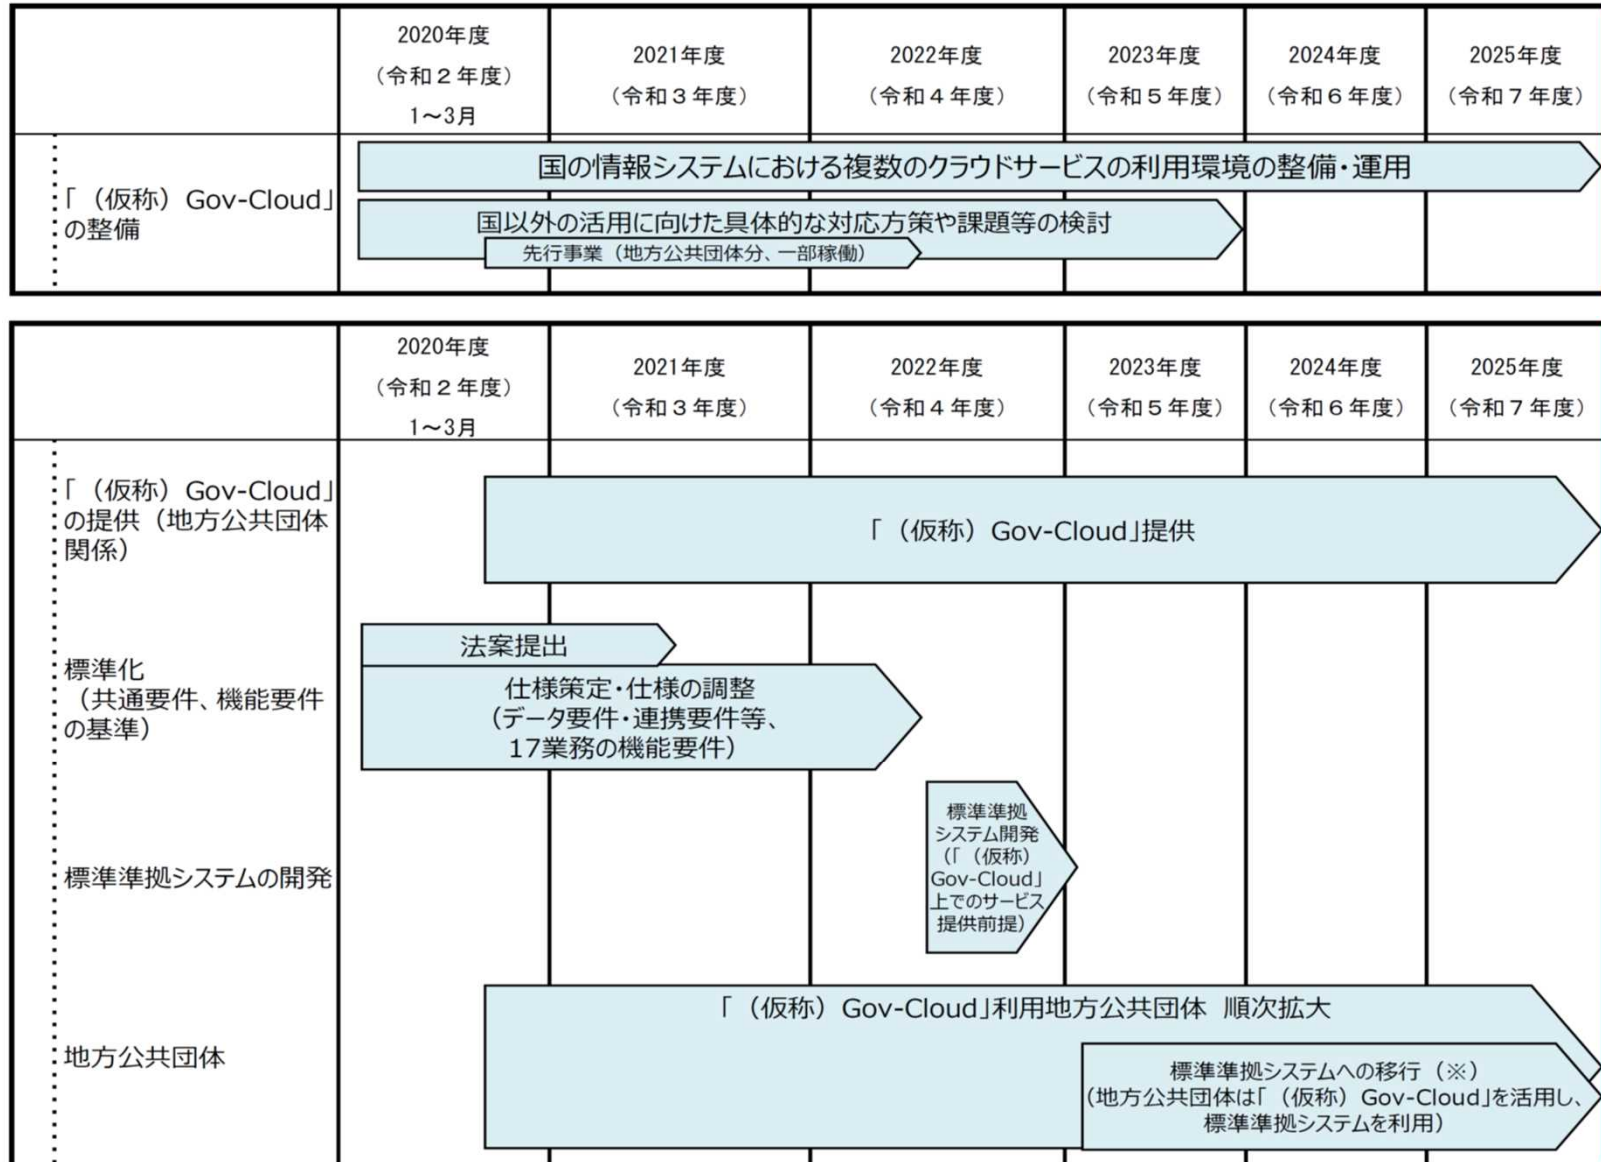 2020年度
（令和２年度）
1～3月
2021年度
（令和３年度）
2022年度
（令和４年度）
2023年度
（令和５年度）
2024年度
（令和６年度）
2025年度
（令和７年度）
「（仮称）Gov-Cloud」
の整備
国の情報システムにおける複数のクラウドサービスの利用環境の整備・運用
国以外の活用に向けた具体的な対応方策や課題等の検討
先行事業（地方公共団体分、一部稼働）
2020年度
（令和２年度）
1～3月
2021年度
（令和３年度）
2022年度
（令和４年度）
2023年度
（令和５年度）
2024年度
（令和６年度）
2025年度
（令和７年度）
「（仮称）Gov-Cloud」
の提供（地方公共団体
関係）
「（仮称）Gov-Cloud」提供
標準化
（共通要件、機能要件
の基準）
法案提出
仕様策定・仕様の調整
（データ要件・連携要件等、
17業務の機能要件）
標準準拠システムの開発
標準準拠
システム開発
（「（仮称）
Gov-Cloud」
上でのサービス
提供前提）
地方公共団体
「（仮称）Gov-Cloud」利用地方公共団体 順次拡大
標準準拠システムへの移行（※）
（地方公共団体は「（仮称）Gov-Cloud」を活用し、
標準準拠システムを利用）